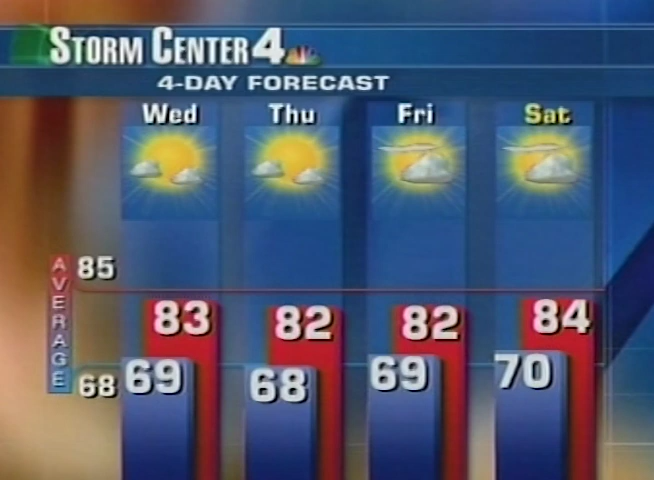 STORM CENTER 4
4-DAY FORECAST
Wed Thu Fri Sat
AVERAGE
85
83 82 82 84
68 69 68 69 70